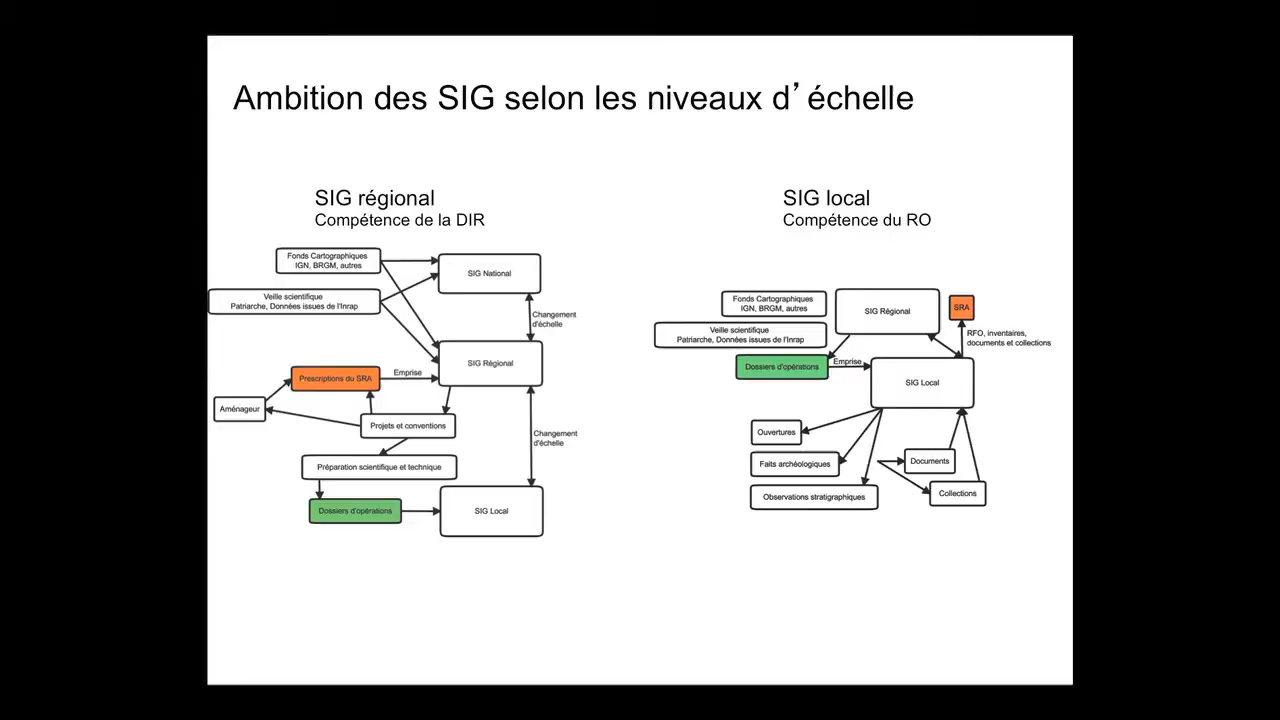 Ambition des SIG selon les niveaux d’échelle
SIG régional
Compétence de la DIR
Fonds Cartographiques
IGN, BRGM, autres
SIG National
Veille scientifique
Patriarche, Données issues de l'Inrap
Changement
d'échelle
SIG Régional
Prescriptions du SRA
Emprise
Aménageur
Projets et conventions
Changement
d'échelle
Préparation scientifique et technique
Dossiers d'opérations
SIG Local
SIG local
Compétence du RO
Fonds Cartographiques
IGN, BRGM, autres
SIG Régional
SRA
Veille scientifique
Patriarche, Données issues de l'Inrap
RFO, inventaires,
documents et collections
Dossiers d'opérations
Emprise
SIG Local
Ouvertures
Faits archéologiques
Documents
Observations stratigraphiques
Collections